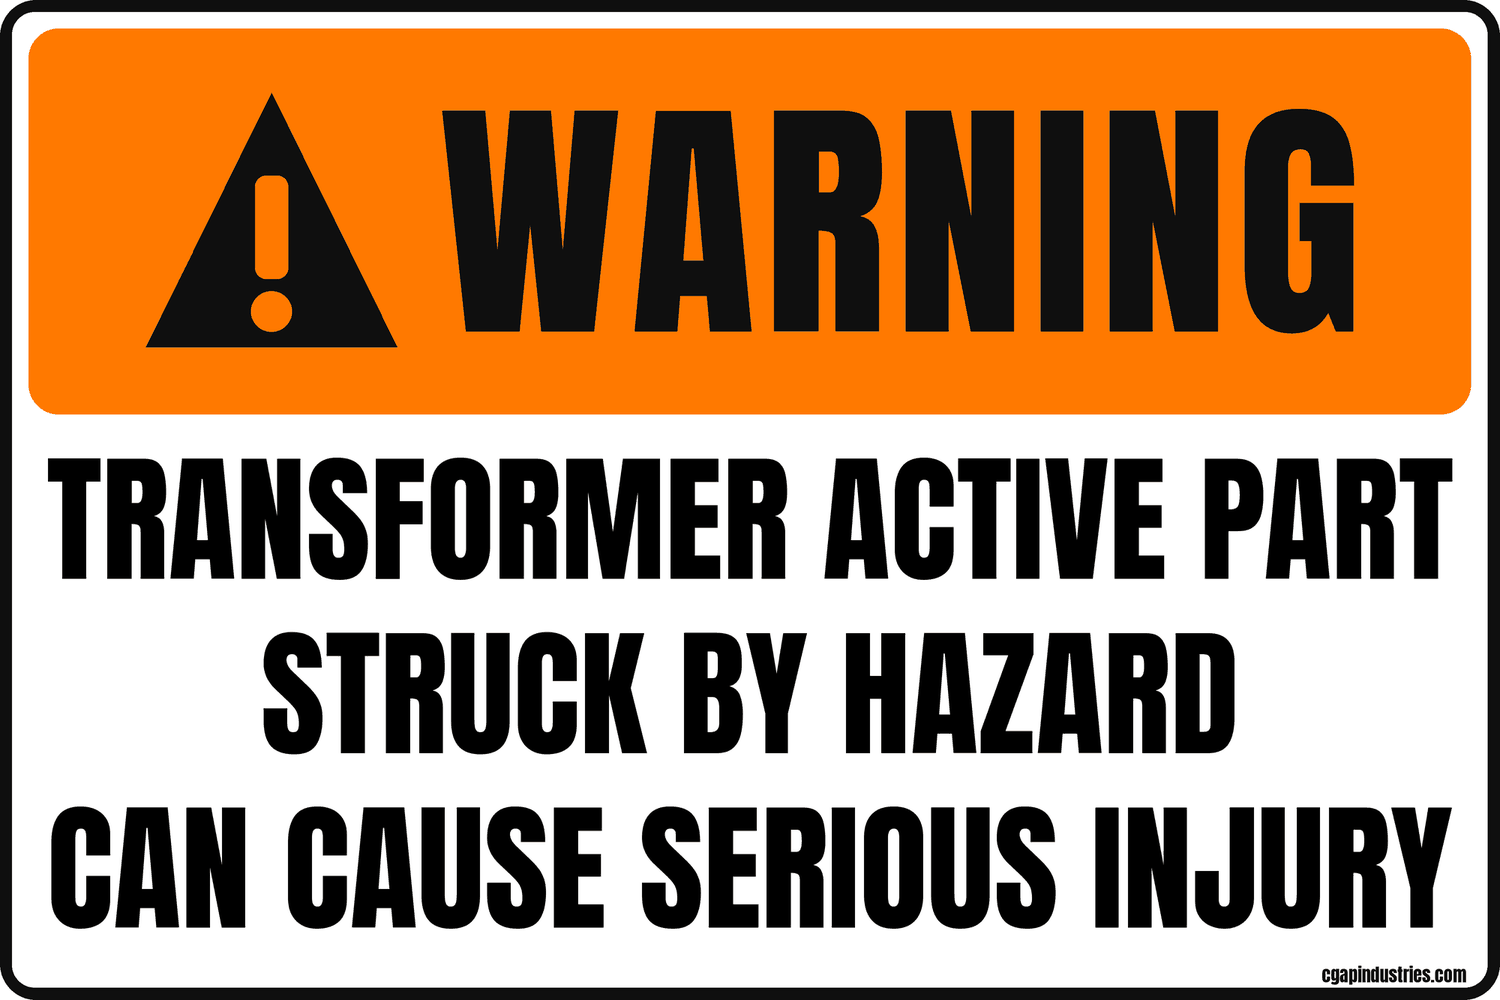 WARNING
TRANSFORMER ACTIVE PART
STRUCK BY HAZARD
CAN CAUSE SERIOUS INJURY
cgapindustries.com